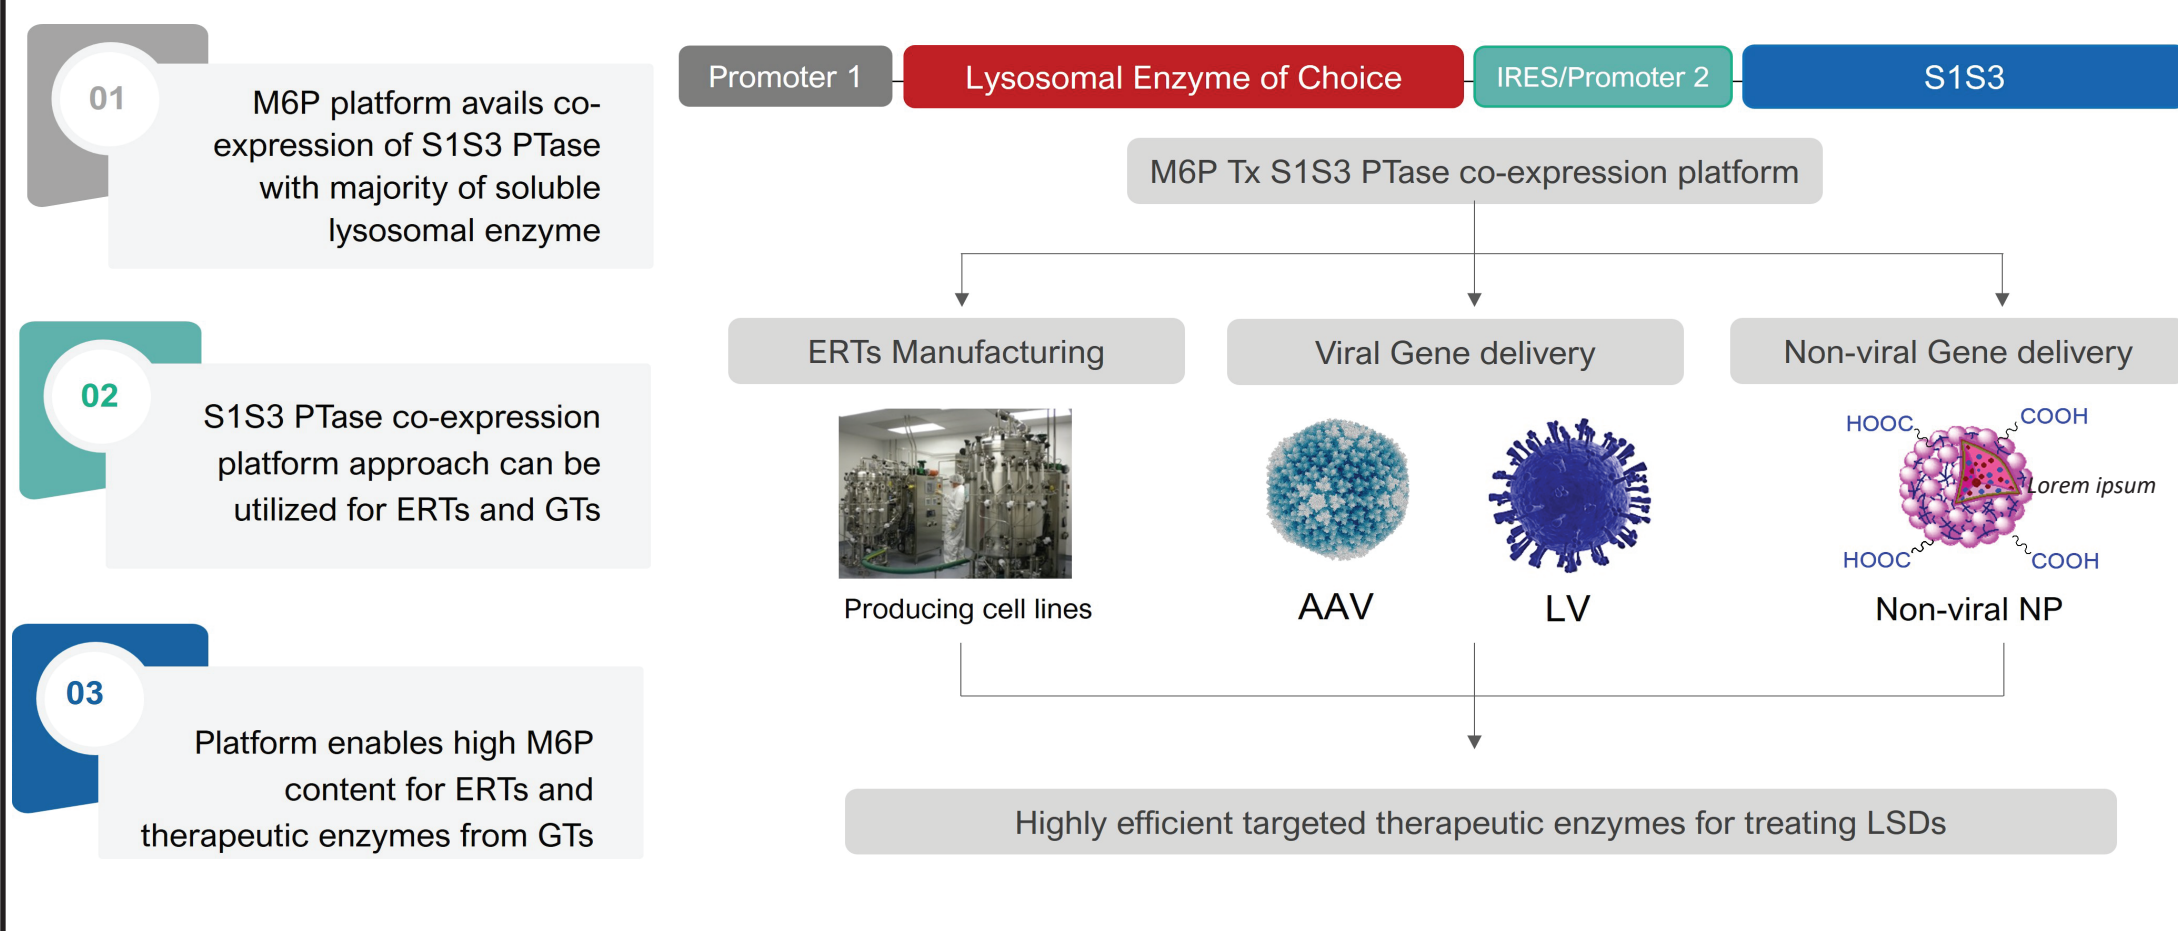 01
M6P platform avails co-
expression of S1S3 PTase
with majority of soluble
lysosomal enzyme
02
S1S3 PTase co-expression
platform approach can be
utilized for ERTs and GTs
03
Platform enables high M6P
content for ERTs and
therapeutic enzymes from GTs
Promoter 1
Lysosomal Enzyme of Choice
IRES/Promoter 2
S1S3
M6P Tx S1S3 PTase co-expression platform
ERTs Manufacturing
Viral Gene delivery
Non-viral Gene delivery
HOOC
COOH
Lorem ipsum
HOOC
COOH
Producing cell lines
AAV
LV
Non-viral NP
Highly efficient targeted therapeutic enzymes for treating LSDs